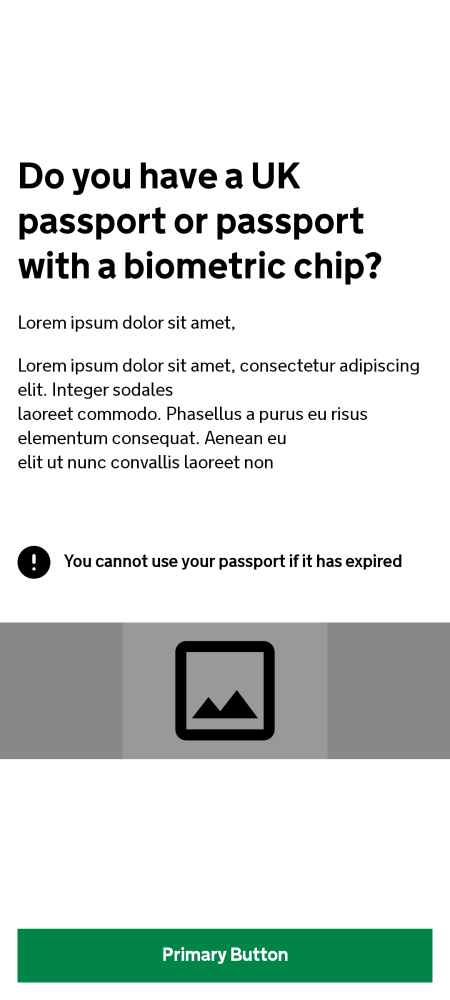 Do you have a UK
passport or passport
with a biometric chip?
Lorem ipsum dolor sit amet,
Lorem ipsum dolor sit amet, consectetur adipiscing
elit. Integer sodales
laoreet commodo. Phasellus a purus eu risus
elementum consequat. Aenean eu
elit ut nunc convallis laoreet non
You cannot use your passport if it has expired
Primary Button